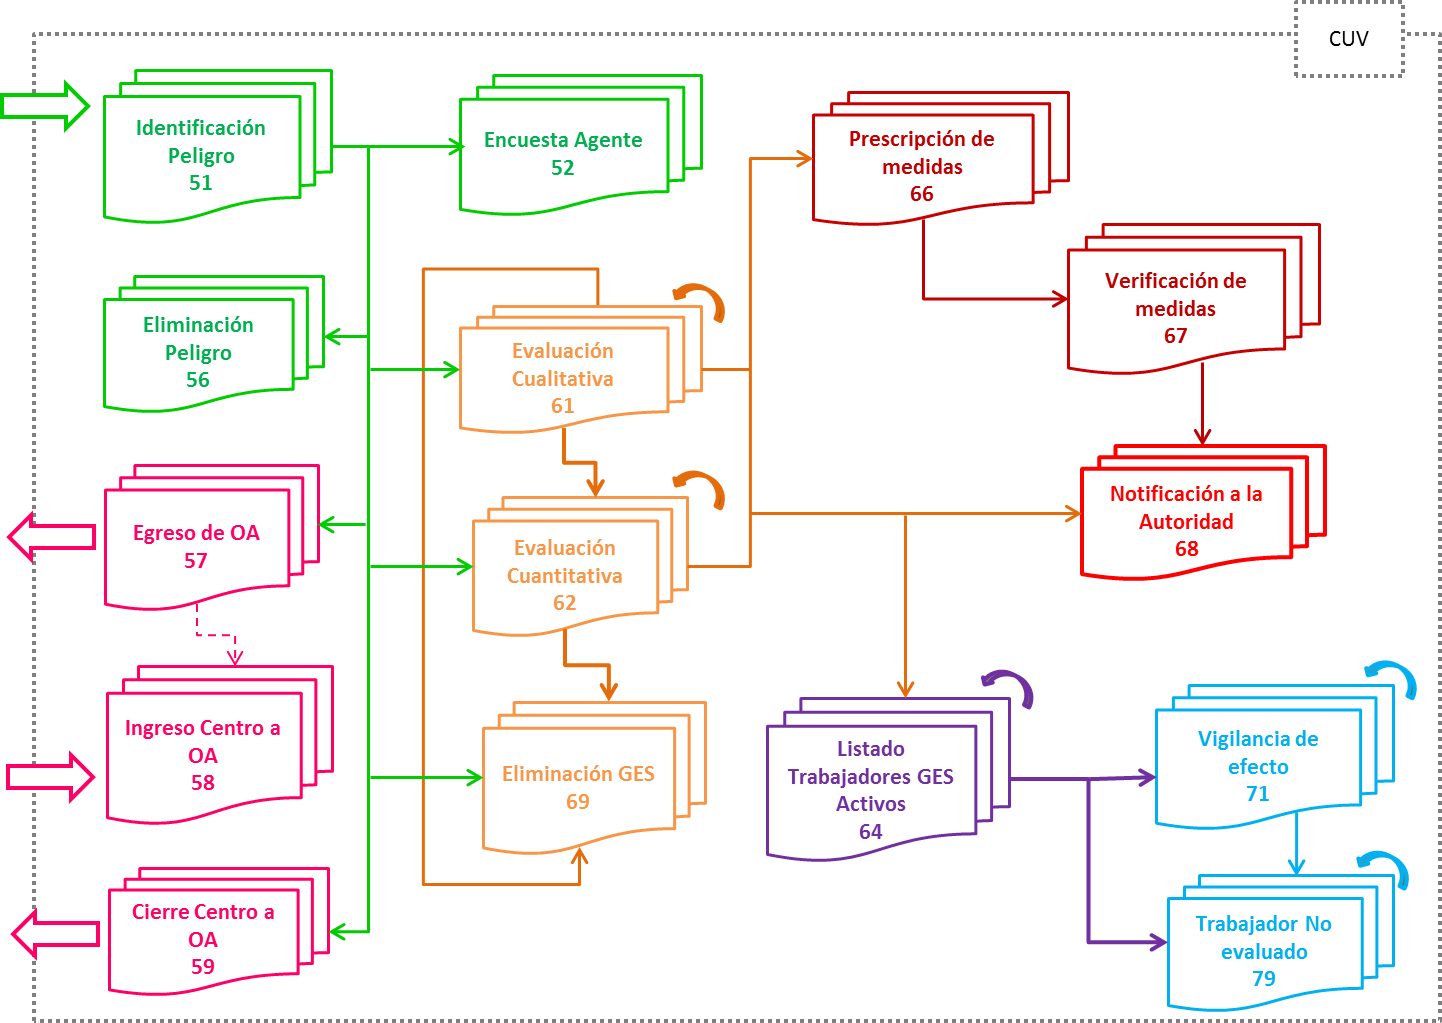 CUV
Identificación
Peligro
51
Encuesta Agente
52
Prescripción de
medidas
66
Verificación de
medidas
67
Eliminación
Peligro
56
Evaluación
Cualitativa
61
Egreso de OA
57
Evaluación
Cuantitativa
62
Notificación a la
Autoridad
68
Ingreso Centro a
OA
58
Eliminación GES
69
Listado
Trabajadores GES
Activos
64
Vigilancia de
efecto
71
Cierre Centro a
OA
59
Trabajador No
evaluado
79